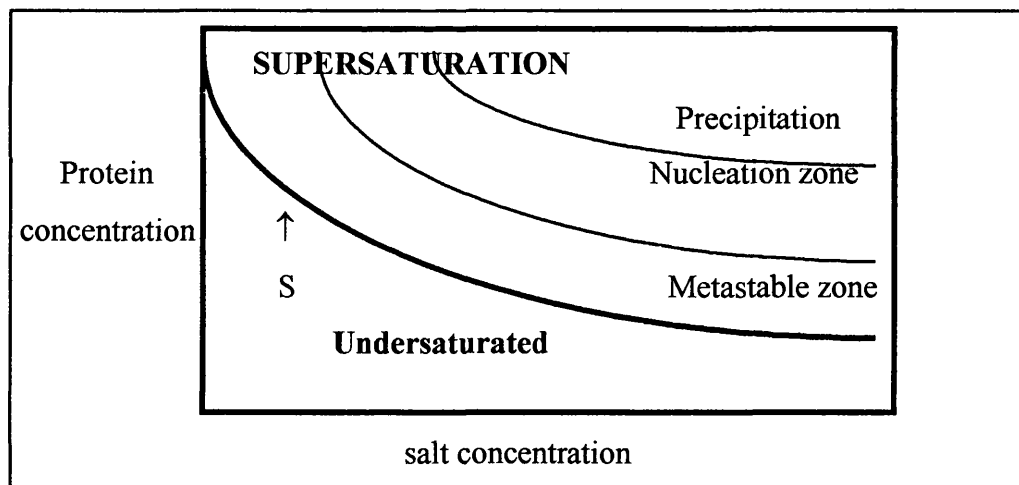 SUPERSATURATION
Precipitation
Protein
Nucleation zone
concentration
↑
S
Metastable zone
Undersaturated
salt concentration